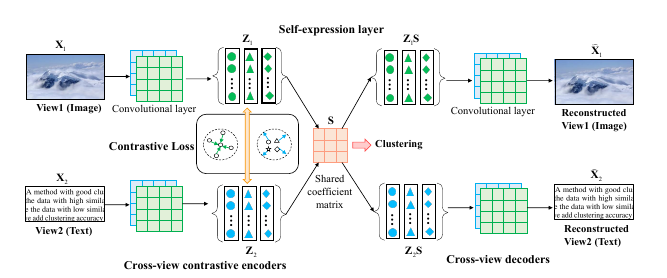 Self-expression layer
X₁
Z₁
Z₁S
X̄₁
View1 (Image)
Convolutional layer
Convolutional layer
Reconstructed
View1 (Image)
Contrastive Loss
S
Clustering
Shared
coefficient
matrix
X₂
A method with good clu
the data with high simila
e the data with low simila
ve add clustering accuracy
View2 (Text)
Z₂
Z₂S
X̄₂
A method with good clu
the data with high simila
e the data with low simila
ve add clustering accuracy
Reconstructed
View2 (Text)
Cross-view contrastive encoders
Cross-view decoders